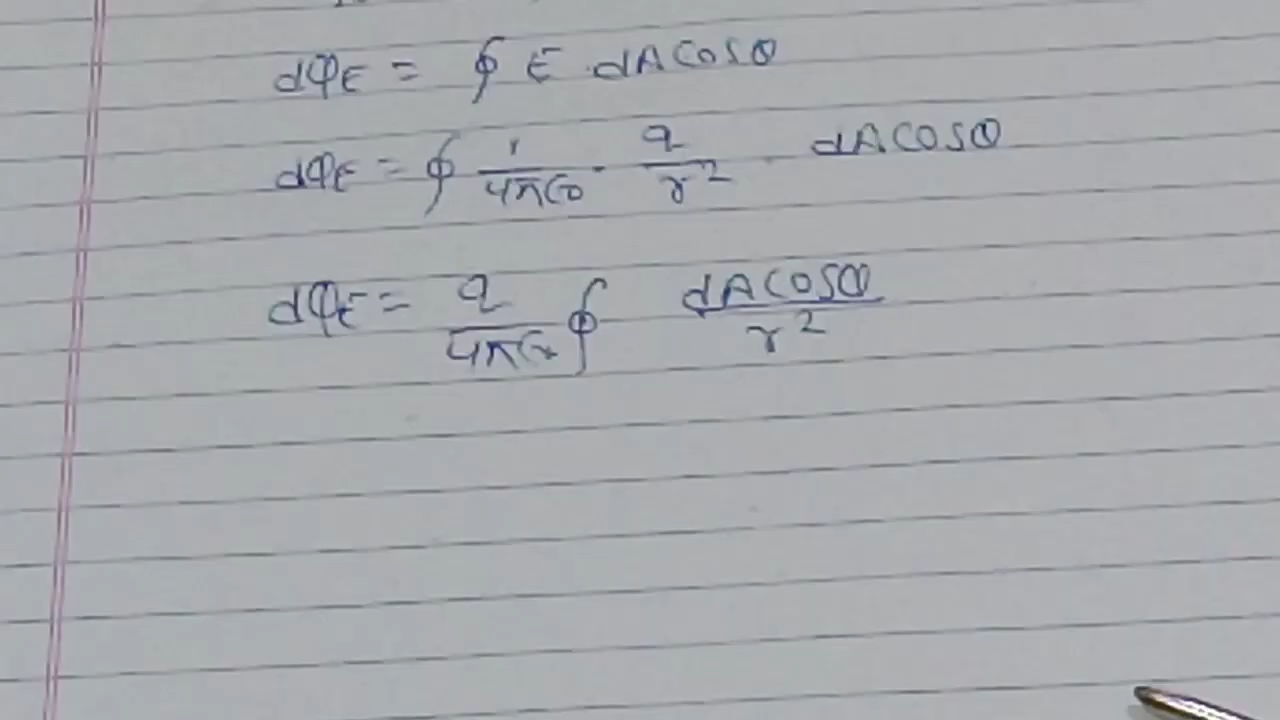 dΦE = ∮ E dA cosθ
dΦE = ∮ 1/4πε0 · q/r² · dA cosθ
dΦE = q/4πε0 ∮ dA cosθ/r²